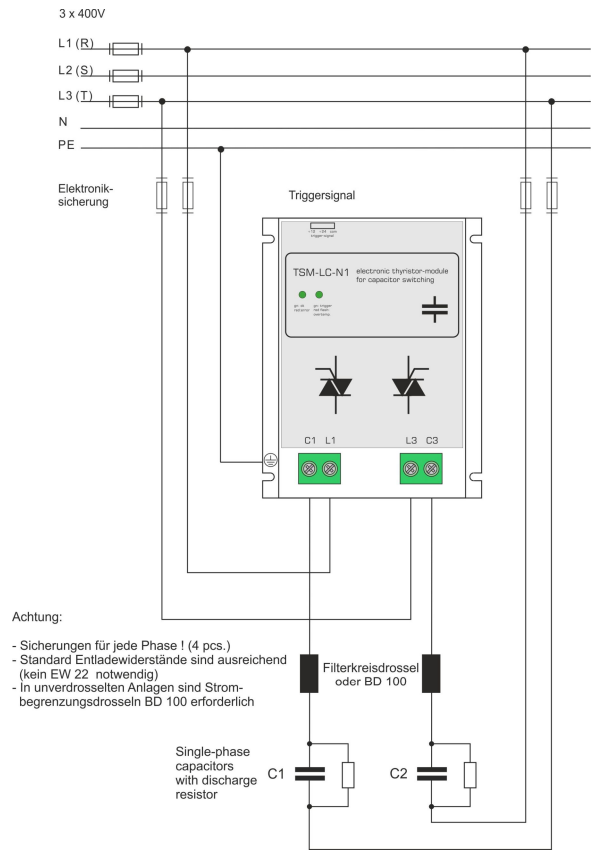 3 x 400V
L1 (R)
L2 (S)
L3 (T)
N
PE
Elektronik-
sicherung
Triggersignal
trigger signal
TSM-LC-N1
electronic thyristor-module
for capacitor switching
C1 L1
L3 C3
Achtung:
- Sicherungen für jede Phase ! (4 pcs.)
- Standard Entladewiderstände sind ausreichend
(kein EW 22 notwendig)
- In unverdrosselten Anlagen sind Strom-
begrenzungsdrosseln BD 100 erforderlich
Filterkreisdrossel
oder BD 100
Single-phase
capacitors
with discharge
resistor
C1
C2